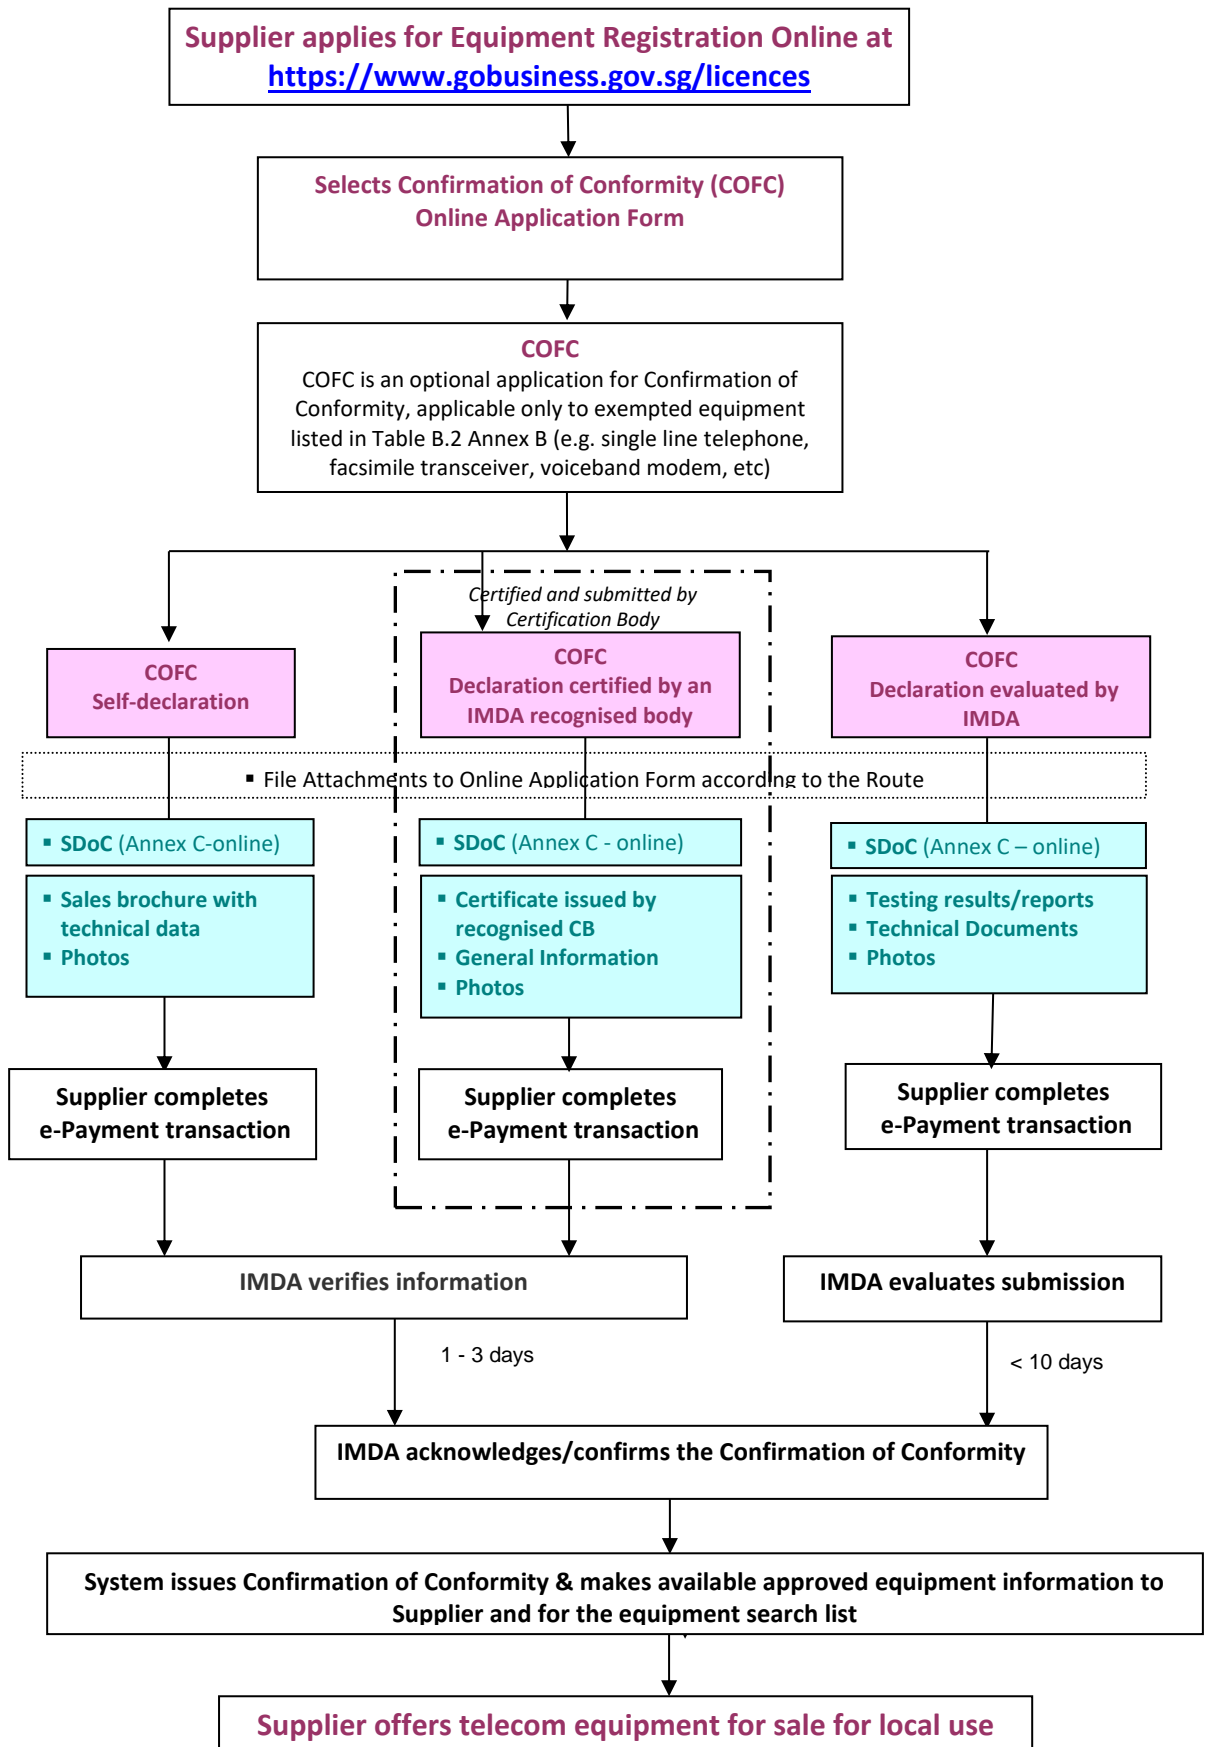 Supplier applies for Equipment Registration Online at
https://www.gobusiness.gov.sg/licences
Selects Confirmation of Conformity (COFC)
Online Application Form
COFC
COFC is an optional application for Confirmation of
Conformity, applicable only to exempted equipment
listed in Table B.2 Annex B (e.g. single line telephone,
facsimile transceiver, voiceband modem, etc)
Certified and submitted by
Certification Body
COFC
Self-declaration
COFC
Declaration certified by an
IMDA recognised body
COFC
Declaration evaluated by
IMDA
▪ File Attachments to Online Application Form according to the Route
▪ SDoC (Annex C-online)
▪ Sales brochure with
technical data
▪ Photos
▪ SDoC (Annex C - online)
▪ Certificate issued by
recognised CB
▪ General Information
▪ Photos
▪ SDoC (Annex C – online)
▪ Testing results/reports
▪ Technical Documents
▪ Photos
Supplier completes
e-Payment transaction
Supplier completes
e-Payment transaction
Supplier completes
e-Payment transaction
IMDA verifies information
IMDA evaluates submission
1 - 3 days
< 10 days
IMDA acknowledges/confirms the Confirmation of Conformity
System issues Confirmation of Conformity & makes available approved equipment information to
Supplier and for the equipment search list
Supplier offers telecom equipment for sale for local use